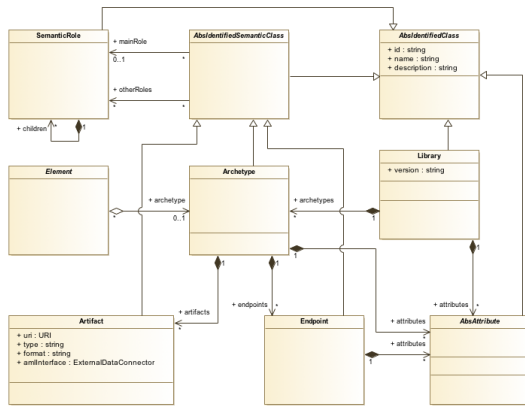 SemanticRole
AbsIdentifiedSemanticClass
AbsIdentifiedClass
+ id : string
+ name : string
+ description : string
+ mainRole
0..1
*
+ otherRoles
*
*
+ children
*
1
Element
Archetype
Library
+ version : string
+ archetype
*
0..1
+ archetypes
*
1
1
1
1
1
+ artifacts
*
+ endpoints
*
+ attributes
*
+ attributes
*
+ attributes
*
1
Artifact
+ uri : URI
+ type : string
+ format : string
+ amlInterface : ExternalDataConnector
Endpoint
AbsAttribute